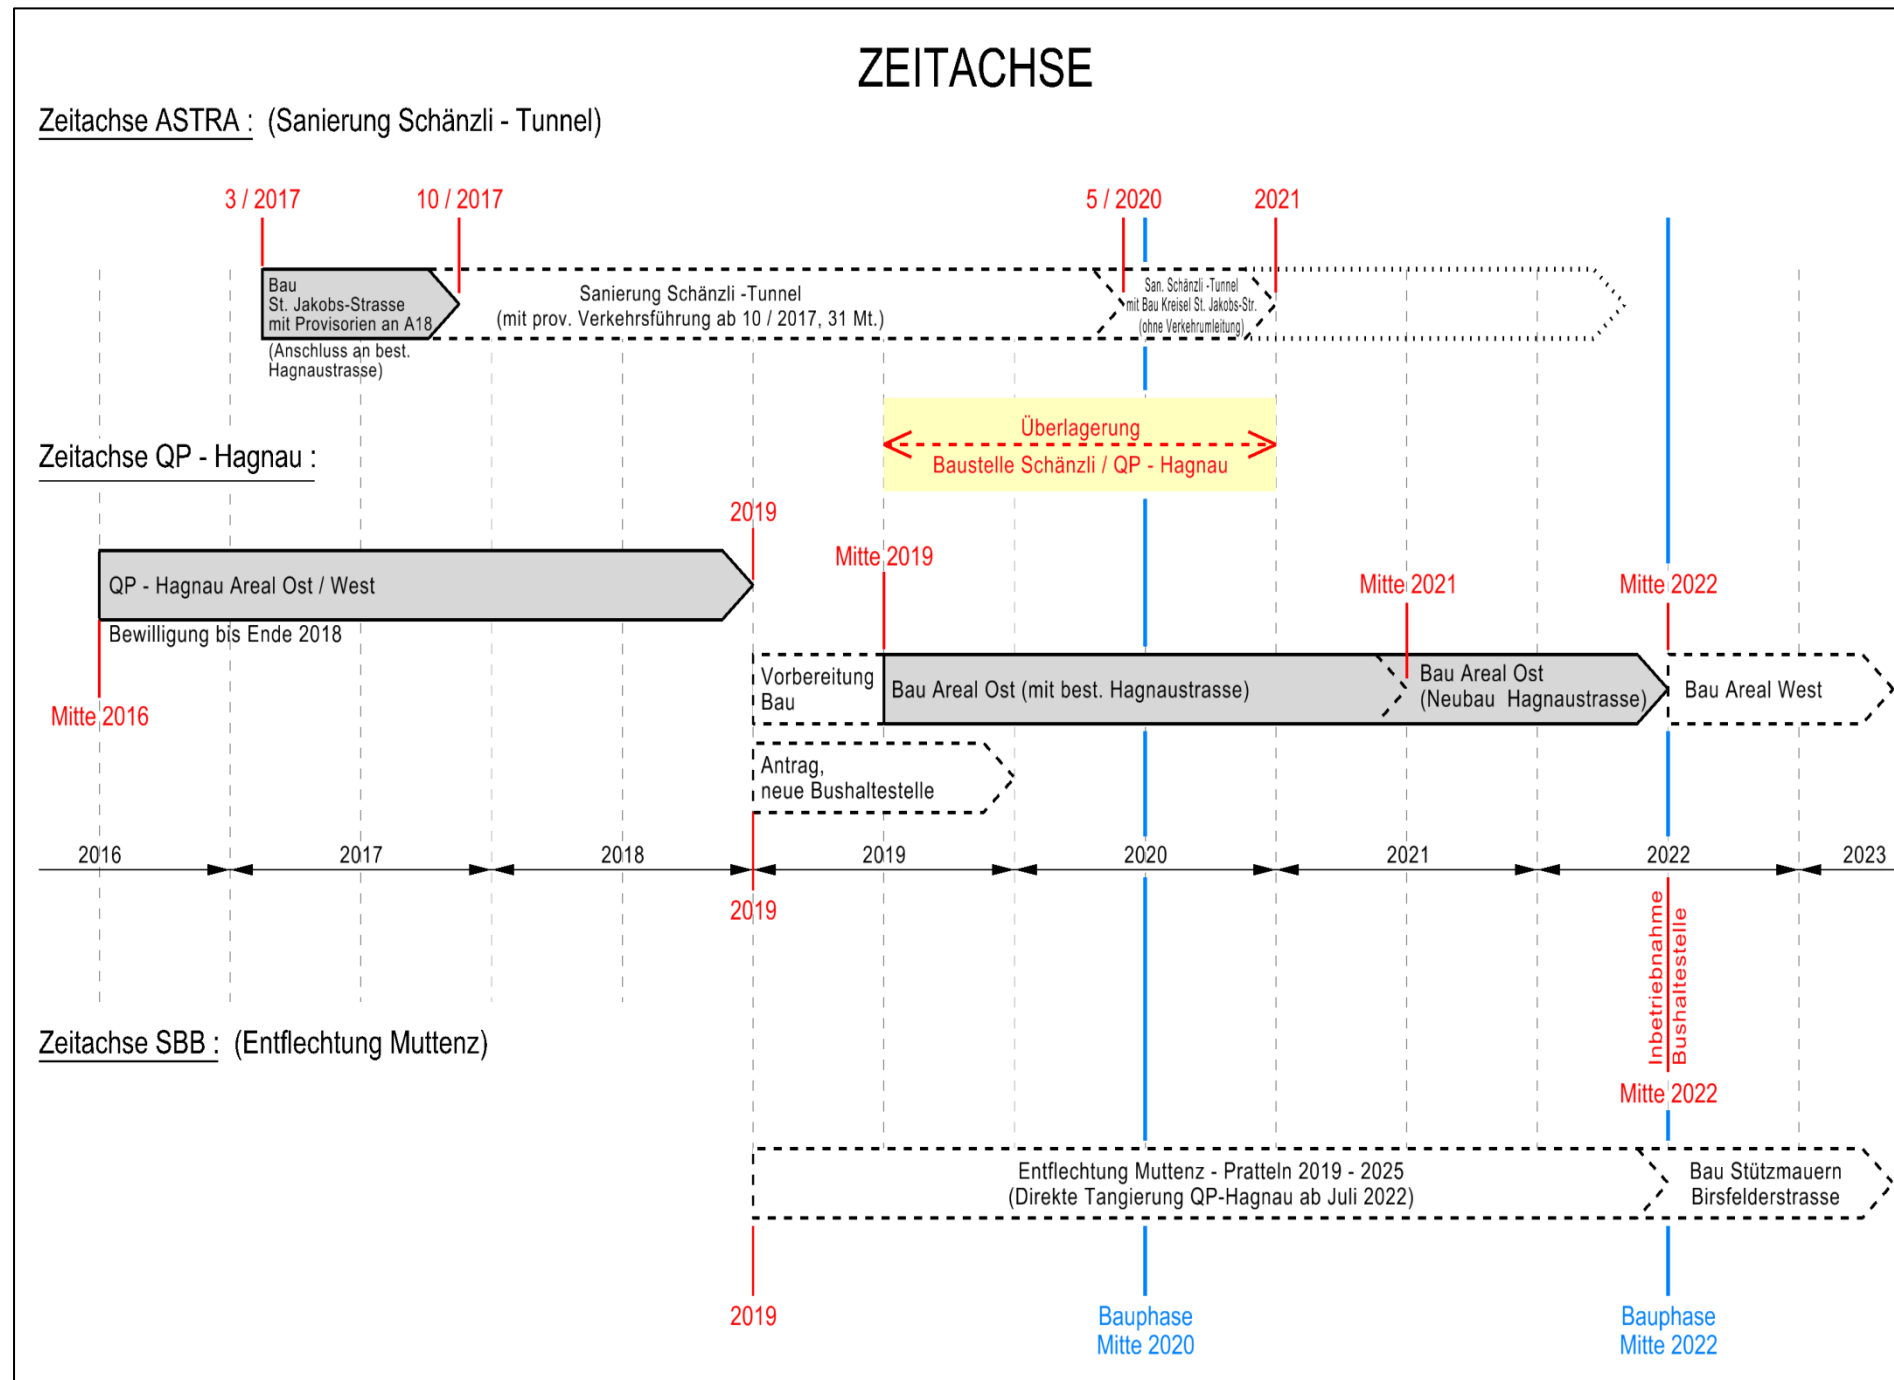 ZEITACHSE
Zeitachse ASTRA : (Sanierung Schänzli - Tunnel)
3 / 2017
10 / 2017
5 / 2020
2021
Bau
St. Jakobs-Strasse
mit Provisorien an A18
(Anschluss an best.
Hagnaustrasse)
Sanierung Schänzli -Tunnel
(mit prov. Verkehrsführung ab 10 / 2017, 31 Mt.)
San. Schänzli -Tunnel
mit Bau Kreisel St. Jakobs-Str.
(ohne Verkehrumleitung)
Überlagerung
Baustelle Schänzli / QP - Hagnau
Zeitachse QP - Hagnau :
2019
Mitte 2019
Mitte 2021
Mitte 2022
QP - Hagnau Areal Ost / West
Bewilligung bis Ende 2018
Mitte 2016
Vorbereitung
Bau
Bau Areal Ost (mit best. Hagnaustrasse)
Bau Areal Ost
(Neubau Hagnaustrasse)
Bau Areal West
Antrag,
neue Bushaltestelle
2016
2017
2018
2019
2020
2021
2022
2023
2019
Inbetriebnahme
Bushaltestelle
Mitte 2022
Zeitachse SBB : (Entflechtung Muttenz)
Entflechtung Muttenz - Pratteln 2019 - 2025
(Direkte Tangierung QP-Hagnau ab Juli 2022)
Bau Stützmauern
Birsfelderstrasse
2019
Bauphase
Mitte 2020
Bauphase
Mitte 2022